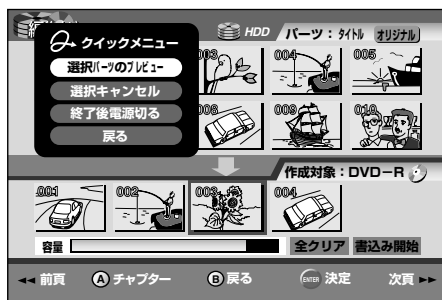 クイックメニュー
選択パーツのプレビュー
選択キャンセル
終了後電源切る
戻る
HDD
パーツ：タイトル オリジナル
003 004 005
008 009 010
作成対象：DVD-R
001 002 003 004
容量
全クリア 書込み開始
◄◄ 前頁 Ⓐ チャプター Ⓑ 戻る ENTER 決定 次頁 ►►